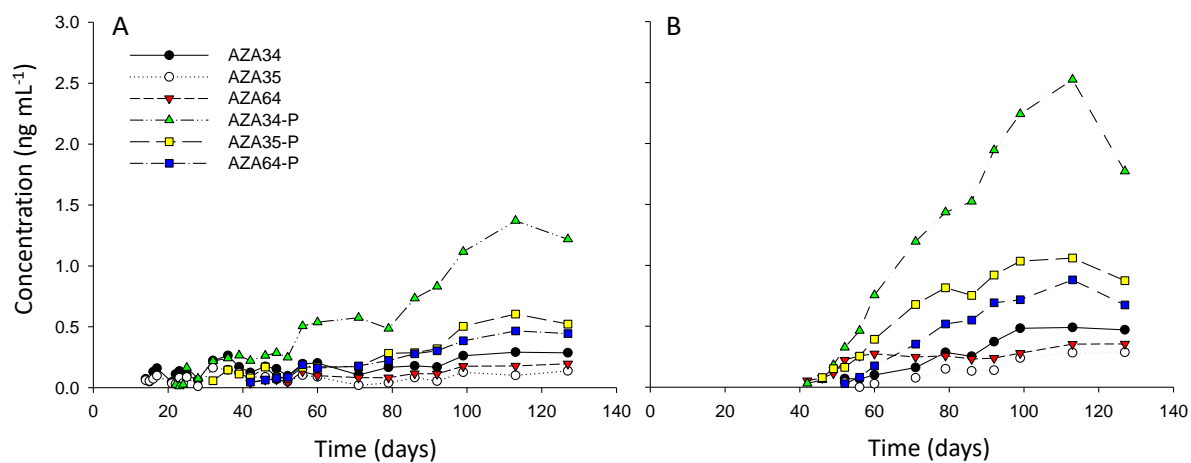 A
B
Concentration (ng mL⁻¹)
3.0
2.5
2.0
1.5
1.0
0.5
0.0
AZA34
AZA35
AZA64
AZA34-P
AZA35-P
AZA64-P
0 20 40 60 80 100 120 140
0 20 40 60 80 100 120 140
Time (days)
Time (days)